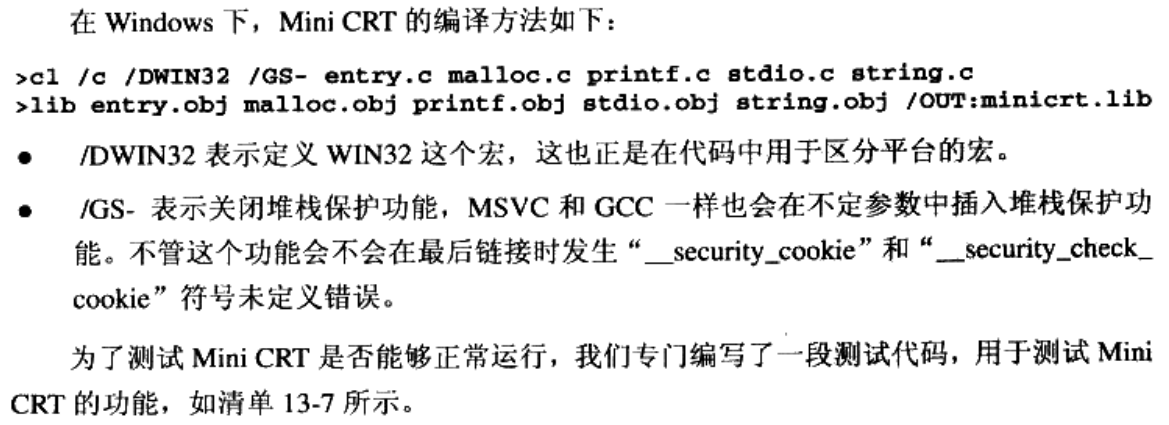 在 Windows 下，Mini CRT 的编译方法如下：
>cl /c /DWIN32 /GS- entry.c malloc.c printf.c stdio.c string.c
>lib entry.obj malloc.obj printf.obj stdio.obj string.obj /OUT:minicrt.lib
● /DWIN32 表示定义 WIN32 这个宏，这也正是在代码中用于区分平台的宏。
● /GS- 表示关闭堆栈保护功能，MSVC 和 GCC 一样也会在不定参数中插入堆栈保护功
能。不管这个功能会不会在最后链接时发生“__security_cookie”和“__security_check_
cookie”符号未定义错误。
为了测试 Mini CRT 是否能够正常运行，我们专门编写了一段测试代码，用于测试 Mini
CRT 的功能，如清单 13-7 所示。